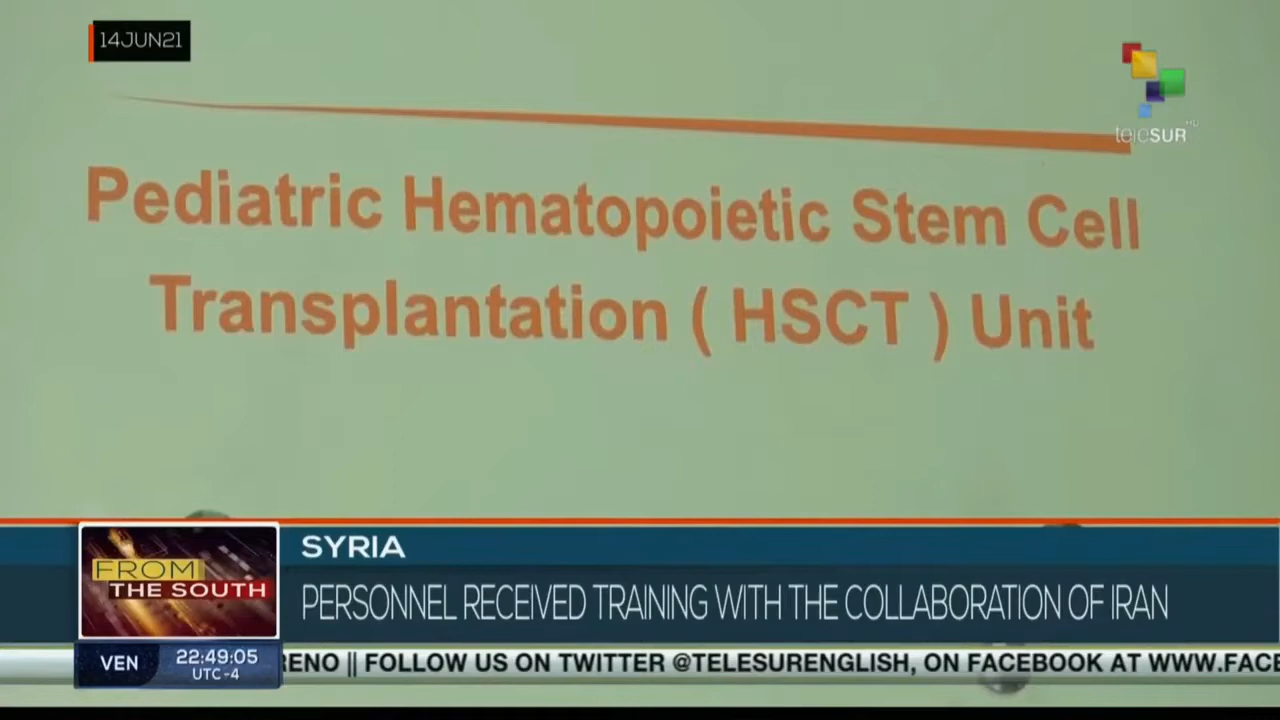 14JUN21
teleSUR HD
Pediatric Hematopoietic Stem Cell
Transplantation ( HSCT ) Unit
FROM
THE SOUTH
SYRIA
PERSONNEL RECEIVED TRAINING WITH THE COLLABORATION OF IRAN
VEN
22:49:05
UTC-4
RENO || FOLLOW US ON TWITTER @TELESURENGLISH, ON FACEBOOK AT WWW.FACE